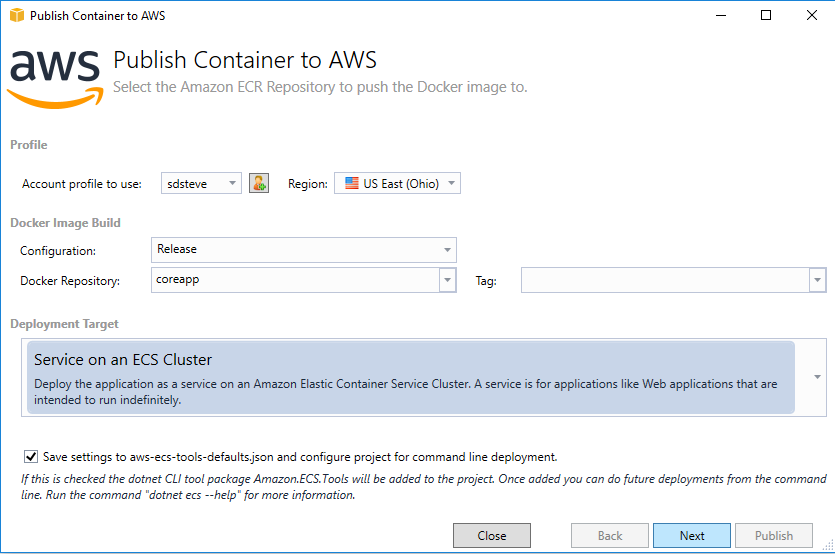 Publish Container to AWS
aws
Publish Container to AWS
Select the Amazon ECR Repository to push the Docker image to.
Profile
Account profile to use: sdsteve Region: US East (Ohio)
Docker Image Build
Configuration: Release
Docker Repository: coreapp Tag:
Deployment Target
Service on an ECS Cluster
Deploy the application as a service on an Amazon Elastic Container Service Cluster. A service is for applications like Web applications that are
intended to run indefinitely.
Save settings to aws-ecs-tools-defaults.json and configure project for command line deployment.
If this is checked the dotnet CLI tool package Amazon.ECS.Tools will be added to the project. Once added you can do future deployments from the command
line. Run the command "dotnet ecs --help" for more information.
Close Back Next Publish